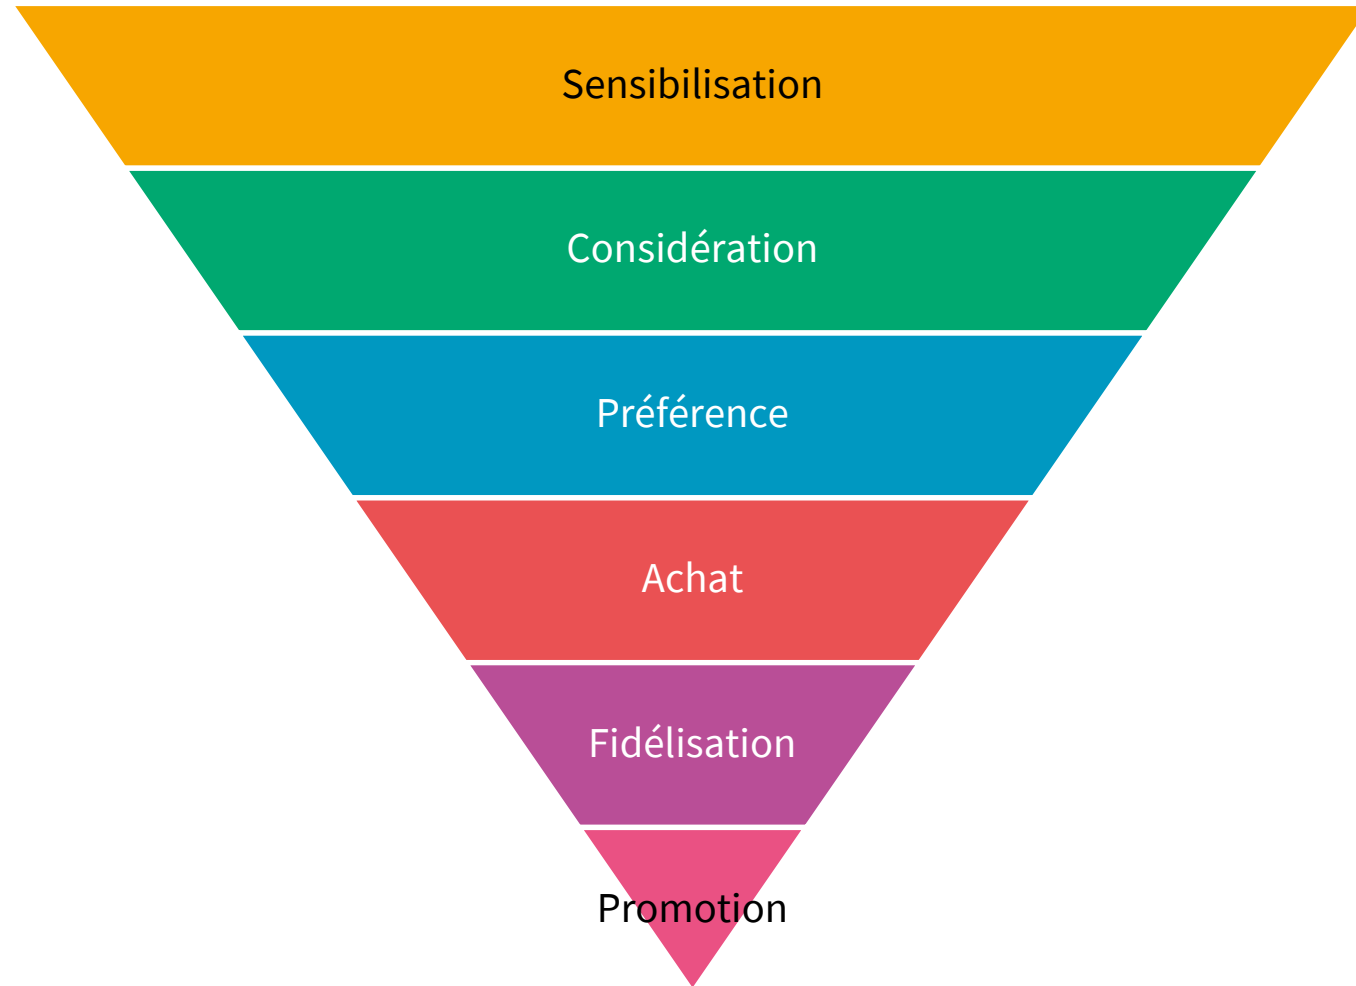 Sensibilisation
Considération
Préférence
Achat
Fidélisation
Promotion